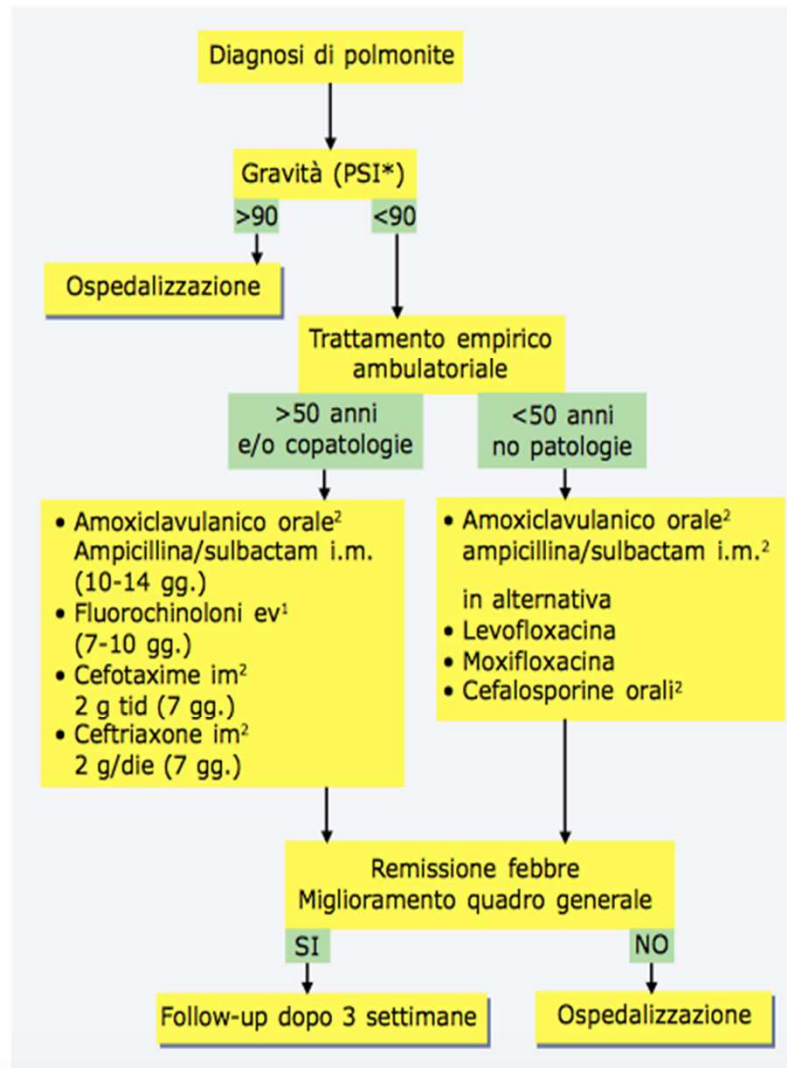 Diagnosi di polmonite
Gravità (PSI*)
>90
<90
Ospedalizzazione
Trattamento empirico
ambulatoriale
>50 anni
e/o copatologie
<50 anni
no patologie
• Amoxiclavulanico orale²
Ampicillina/sulbactam i.m.
(10-14 gg.)
• Fluorochinoloni ev¹
(7-10 gg.)
• Cefotaxime im²
2 g tid (7 gg.)
• Ceftriaxone im²
2 g/die (7 gg.)
• Amoxiclavulanico orale²
ampicillina/sulbactam i.m.²
in alternativa
• Levofloxacina
• Moxifloxacina
• Cefalosporine orali²
Remissione febbre
Miglioramento quadro generale
SI
NO
Follow-up dopo 3 settimane
Ospedalizzazione